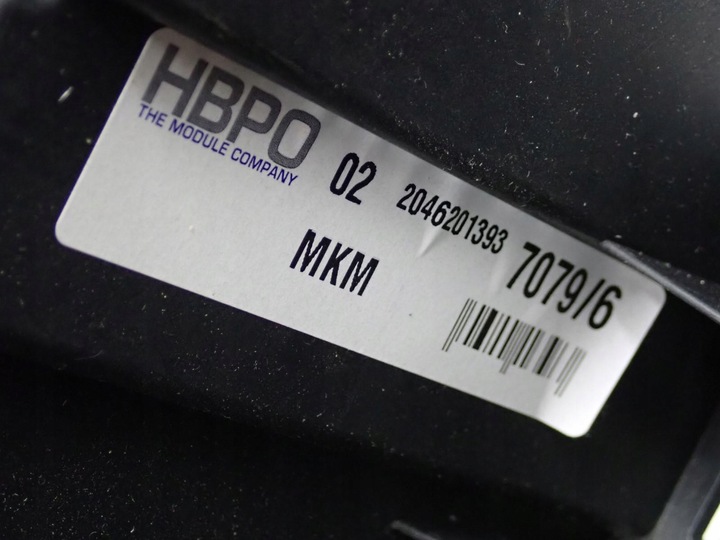 HBPO
THE MODULE COMPANY
02 2046201393 7079/6
MKM